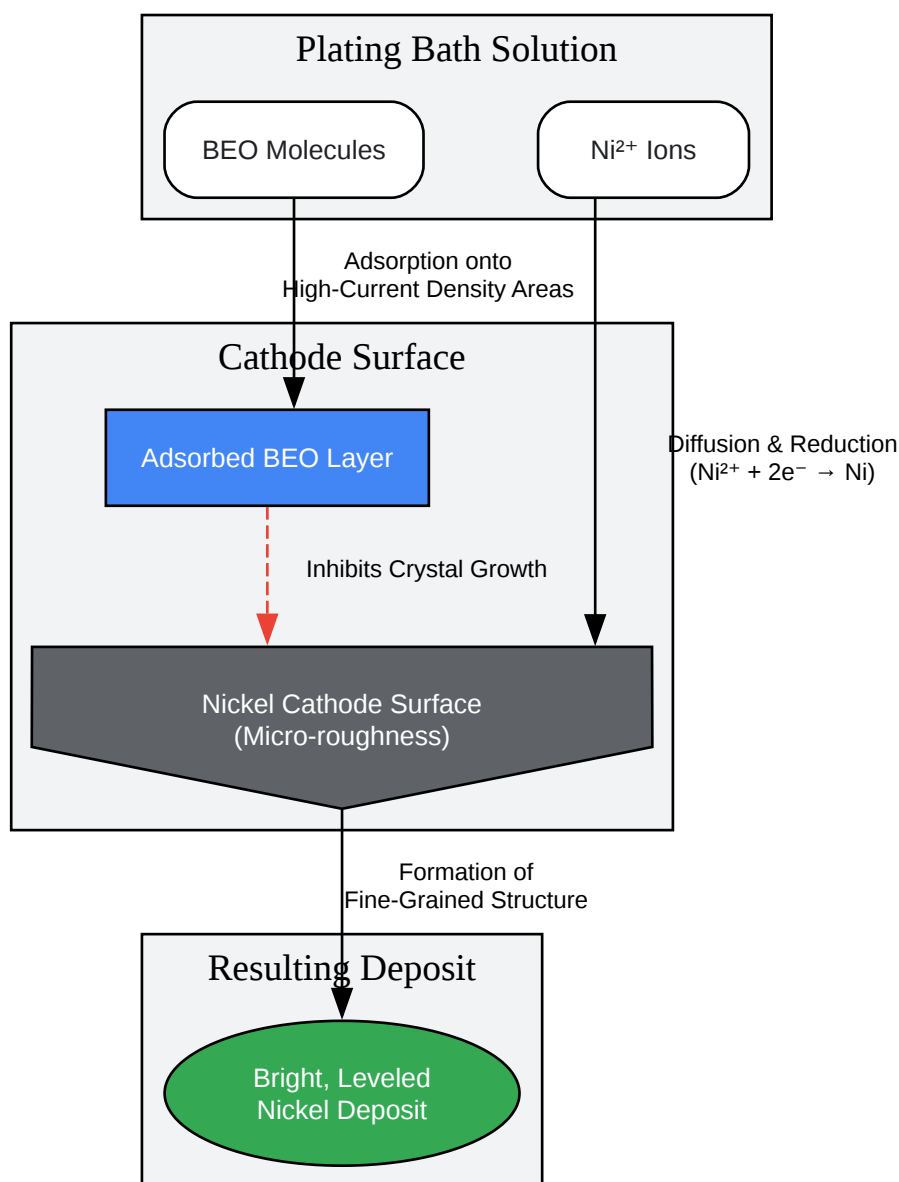 Plating Bath Solution
BEO Molecules
Ni²⁺ Ions
Adsorption onto
High-Current Density Areas
Cathode Surface
Adsorbed BEO Layer
Diffusion & Reduction
(Ni²⁺ + 2e⁻ → Ni)
Inhibits Crystal Growth
Nickel Cathode Surface
(Micro-roughness)
Formation of
Fine-Grained Structure
Resulting Deposit
Bright, Leveled
Nickel Deposit